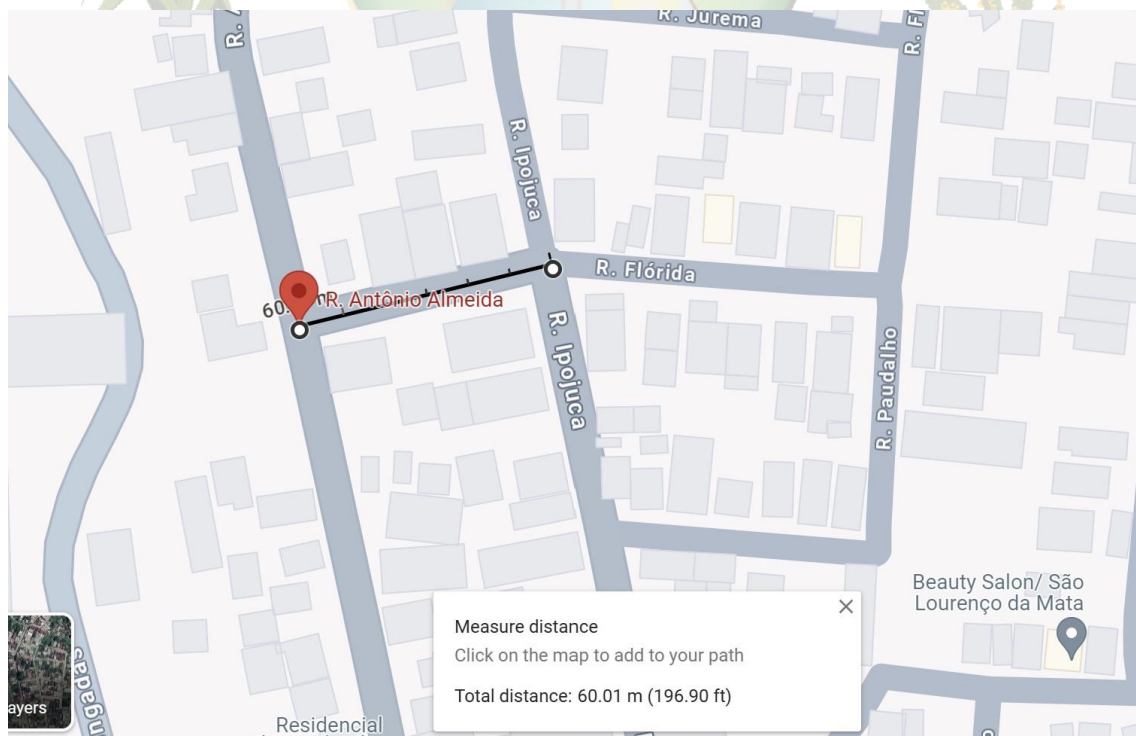 R. Jurema
R. Ipojuca
R. Flórida
R. Antônio Almeida
R. Ipojuca
R. Paudalho
Beauty Salon/ São
Lourenço da Mata
Measure distance
Click on the map to add to your path
Total distance: 60.01 m (196.90 ft)
Residencial